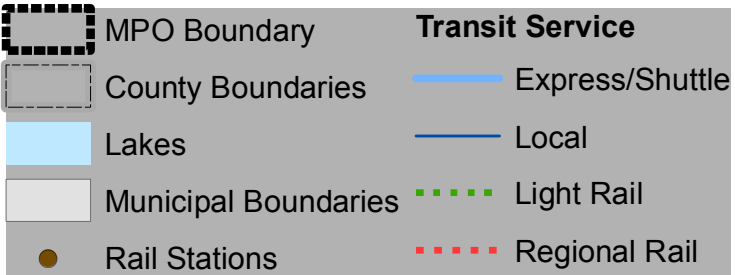 MPO Boundary
County Boundaries
Lakes
Municipal Boundaries
Rail Stations
Transit Service
Express/Shuttle
Local
Light Rail
Regional Rail